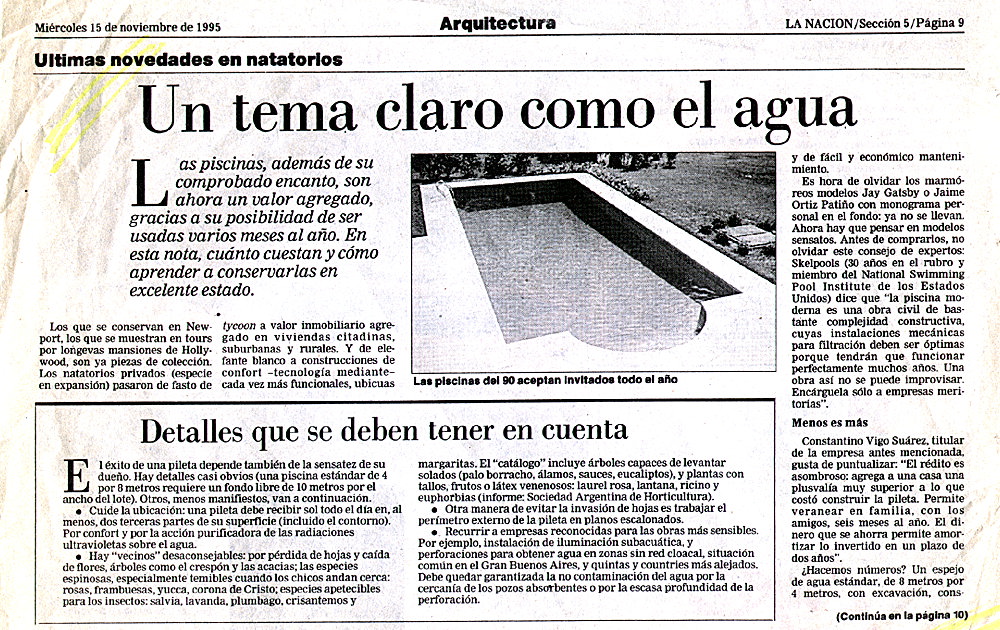 Miércoles 15 de noviembre de 1995
Arquitectura
LA NACION/Sección 5/Página 9
Ultimas novedades en natatorios
Un tema claro como el agua
Las piscinas, además de su
comprobado encanto, son
ahora un valor agregado,
gracias a su posibilidad de ser
usadas varios meses al año. En
esta nota, cuánto cuestan y cómo
aprender a conservarlas en
excelente estado.
Los que se conservan en New-
port, los que se muestran en tours
por longevas mansiones de Holly-
wood, son ya piezas de colección.
Los natatorios privados (especie
en expansión) pasaron de fasto de
tycoon a valor inmobiliario agre-
gado en viviendas citadinas,
suburbanas y rurales. Y de ele-
fante blanco a construcciones de
confort –tecnología mediante–
cada vez más funcionales, ubicuas
Las piscinas del 90 aceptan invitados todo el año
y de fácil y económico manteni-
miento.
Es hora de olvidar los marmó-
reos modelos Jay Gatsby o Jaime
Ortiz Patiño con monograma per-
sonal en el fondo: ya no se llevan.
Ahora hay que pensar en modelos
sensatos. Antes de comprarlos, no
olvidar este consejo de expertos:
Skelpools (30 años en el rubro y
miembro del National Swimming
Pool Institute de los Estados
Unidos) dice que "la piscina mo-
derna es una obra civil de bas-
tante complejidad constructiva,
cuyas instalaciones mecánicas
para filtración deben ser óptimas
porque tendrán que funcionar
perfectamente muchos años. Una
obra así no se puede improvisar.
Encárguela sólo a empresas meri-
torias".
Menos es más
Constantino Vigo Suárez, titular
de la empresa antes mencionada,
gusta de puntualizar: "El rédito es
asombroso: agrega a una casa una
plusvalía muy superior a lo que
costó construir la pileta. Permite
veranear en familia, con los
amigos, seis meses al año. El di-
nero que se ahorra permite amor-
tizar lo invertido en un plazo de
dos años".
¿Hacemos números? Un espejo
de agua estándar, de 8 metros por
4 metros, con excavación, cons-
(Continúa en la página 10)
Detalles que se deben tener en cuenta
El éxito de una pileta depende también de la sensatez de su
dueño. Hay detalles casi obvios (una piscina estándar de 4
por 8 metros requiere un fondo libre de 10 metros por el
ancho del lote). Otros, menos manifiestos, van a continuación.
● Cuide la ubicación: una pileta debe recibir sol todo el día en, al
menos, dos terceras partes de su superficie (incluido el contorno).
Por confort y por la acción purificadora de las radiaciones
ultravioletas sobre el agua.
● Hay "vecinos" desaconsejables: por pérdida de hojas y caída
de flores, árboles como el crespón y las acacias; las especies
espinosas, especialmente temibles cuando los chicos andan cerca:
rosas, frambuesas, yucca, corona de Cristo; especies apetecibles
para los insectos: salvia, lavanda, plumbago, crisantemos y
margaritas. El "catálogo" incluye árboles capaces de levantar
solados (palo borracho, álamos, sauces, eucaliptos), y plantas con
tallos, frutos o látex venenosos: laurel rosa, lantana, ricino y
euphorbias (informe: Sociedad Argentina de Horticultura).
● Otra manera de evitar la invasión de hojas es trabajar el
perímetro externo de la pileta en planos escalonados.
● Recurrir a empresas reconocidas para las obras más sensibles.
Por ejemplo, instalación de iluminación subacuática, y
perforaciones para obtener agua en zonas sin red cloacal, situación
común en el Gran Buenos Aires, y quintas y countries más alejados.
Debe quedar garantizada la no contaminación del agua por la
cercanía de los pozos absorbentes o por la escasa profundidad de la
perforación.